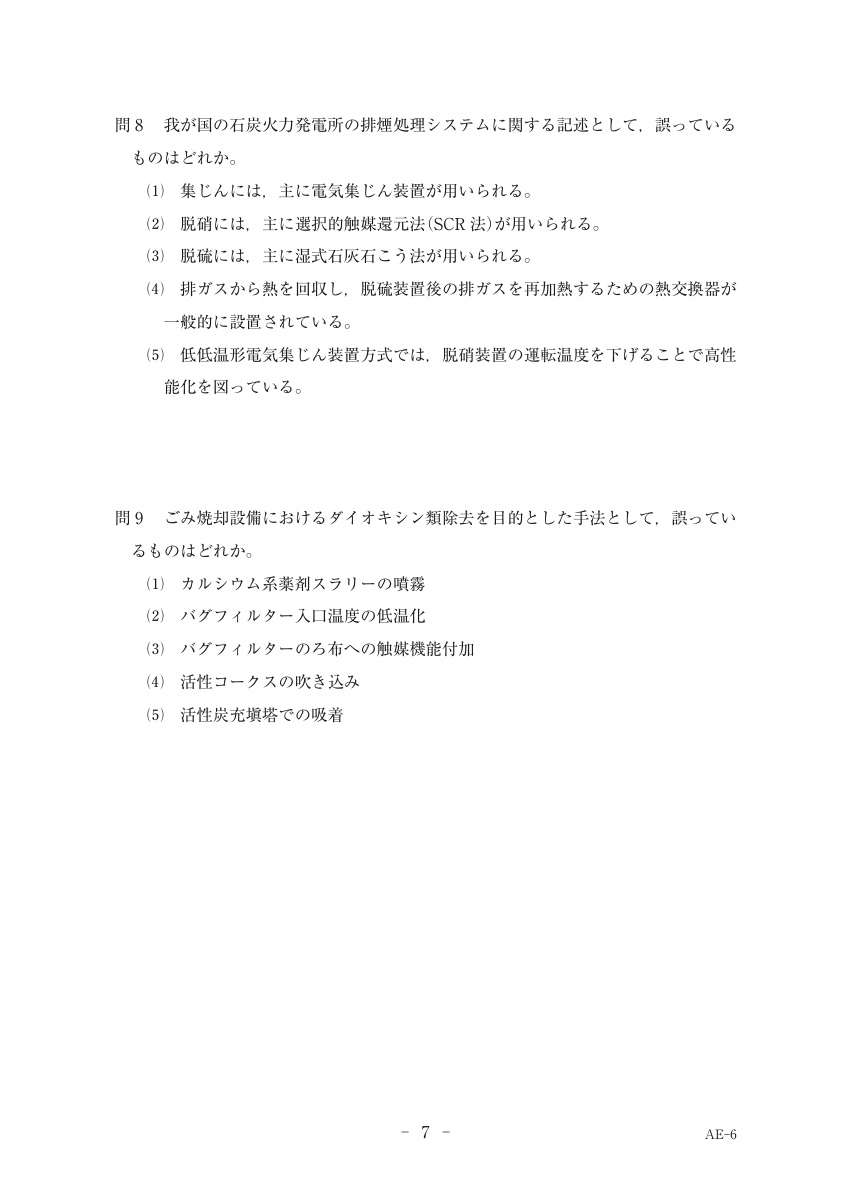 問8　我が国の石炭火力発電所の排煙処理システムに関する記述として，誤っている
ものはどれか。
⑴　集じんには，主に電気集じん装置が用いられる。
⑵　脱硝には，主に選択的触媒還元法(SCR 法)が用いられる。
⑶　脱硫には，主に湿式石灰石こう法が用いられる。
⑷　排ガスから熱を回収し，脱硫装置後の排ガスを再加熱するための熱交換器が
一般的に設置されている。
⑸　低低温形電気集じん装置方式では，脱硝装置の運転温度を下げることで高性
能化を図っている。
問9　ごみ焼却設備におけるダイオキシン類除去を目的とした手法として，誤ってい
るものはどれか。
⑴　カルシウム系薬剤スラリーの噴霧
⑵　バグフィルター入口温度の低温化
⑶　バグフィルターのろ布への触媒機能付加
⑷　活性コークスの吹き込み
⑸　活性炭充塡塔での吸着
- 7 -
AE-6